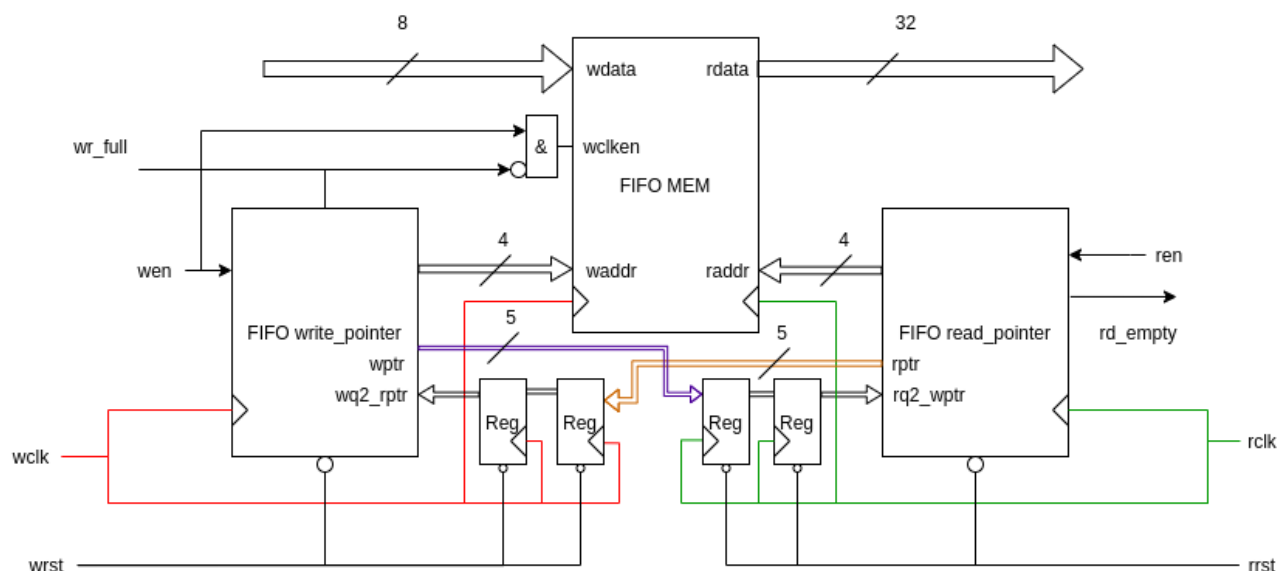 8
32
wdata
rdata
wr_full
&
wclken
FIFO MEM
4
4
wen
waddr
raddr
ren
5
FIFO write_pointer
5
FIFO read_pointer
rd_empty
wptr
rptr
wq2_rptr
rq2_wptr
Reg
Reg
Reg
Reg
wclk
rclk
wrst
rrst